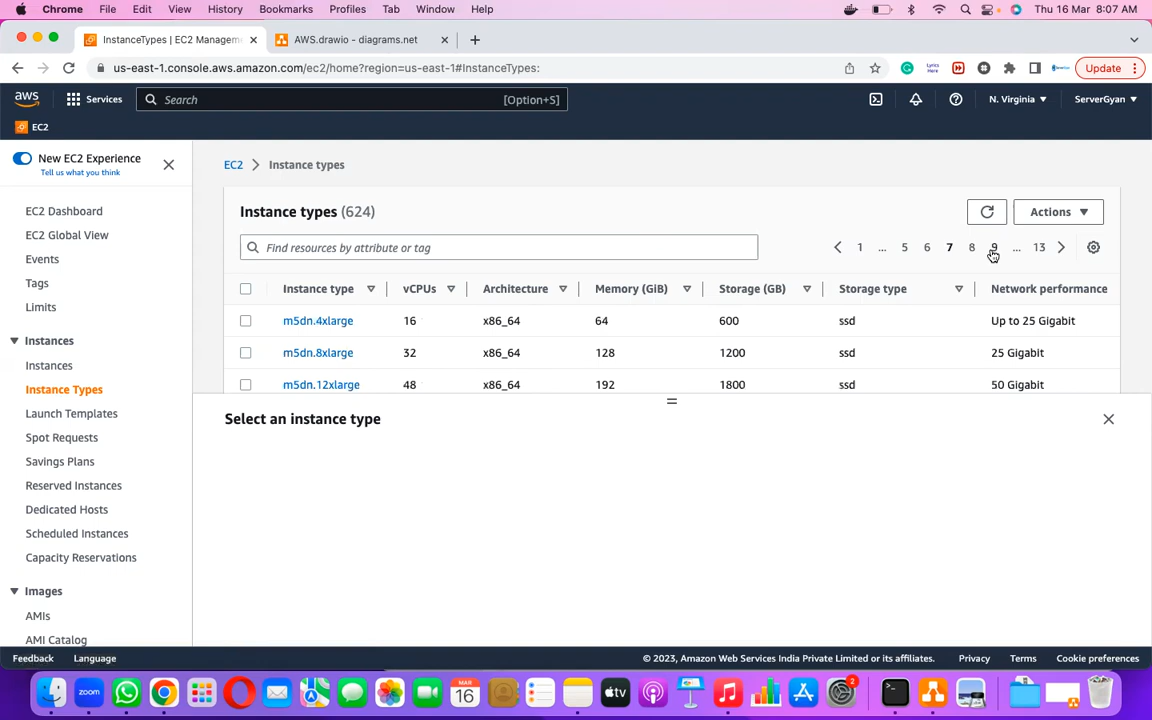 Chrome File Edit View History Bookmarks Profiles Tab Window Help Thu 16 Mar 8:07 AM
InstanceTypes | EC2 Managemen AWS.drawio - diagrams.net
us-east-1.console.aws.amazon.com/ec2/home?region=us-east-1#InstanceTypes: Update
aws Services Search [Option+S] N. Virginia ServerGyan
EC2
New EC2 Experience
Tell us what you think
EC2 Dashboard
EC2 Global View
Events
Tags
Limits
Instances
Instances
Instance Types
Launch Templates
Spot Requests
Savings Plans
Reserved Instances
Dedicated Hosts
Scheduled Instances
Capacity Reservations
Images
AMIs
AMI Catalog
EC2 Instance types
Instance types (624) Actions
Find resources by attribute or tag 1 ... 5 6 7 8 9 ... 13
Instance type vCPUs Architecture Memory (GiB) Storage (GB) Storage type Network performance
m5dn.4xlarge 16 x86_64 64 600 ssd Up to 25 Gigabit
m5dn.8xlarge 32 x86_64 128 1200 ssd 25 Gigabit
m5dn.12xlarge 48 x86_64 192 1800 ssd 50 Gigabit
Select an instance type
Feedback Language © 2023, Amazon Web Services India Private Limited or its affiliates. Privacy Terms Cookie preferences
zoom MAR 16 tv 2